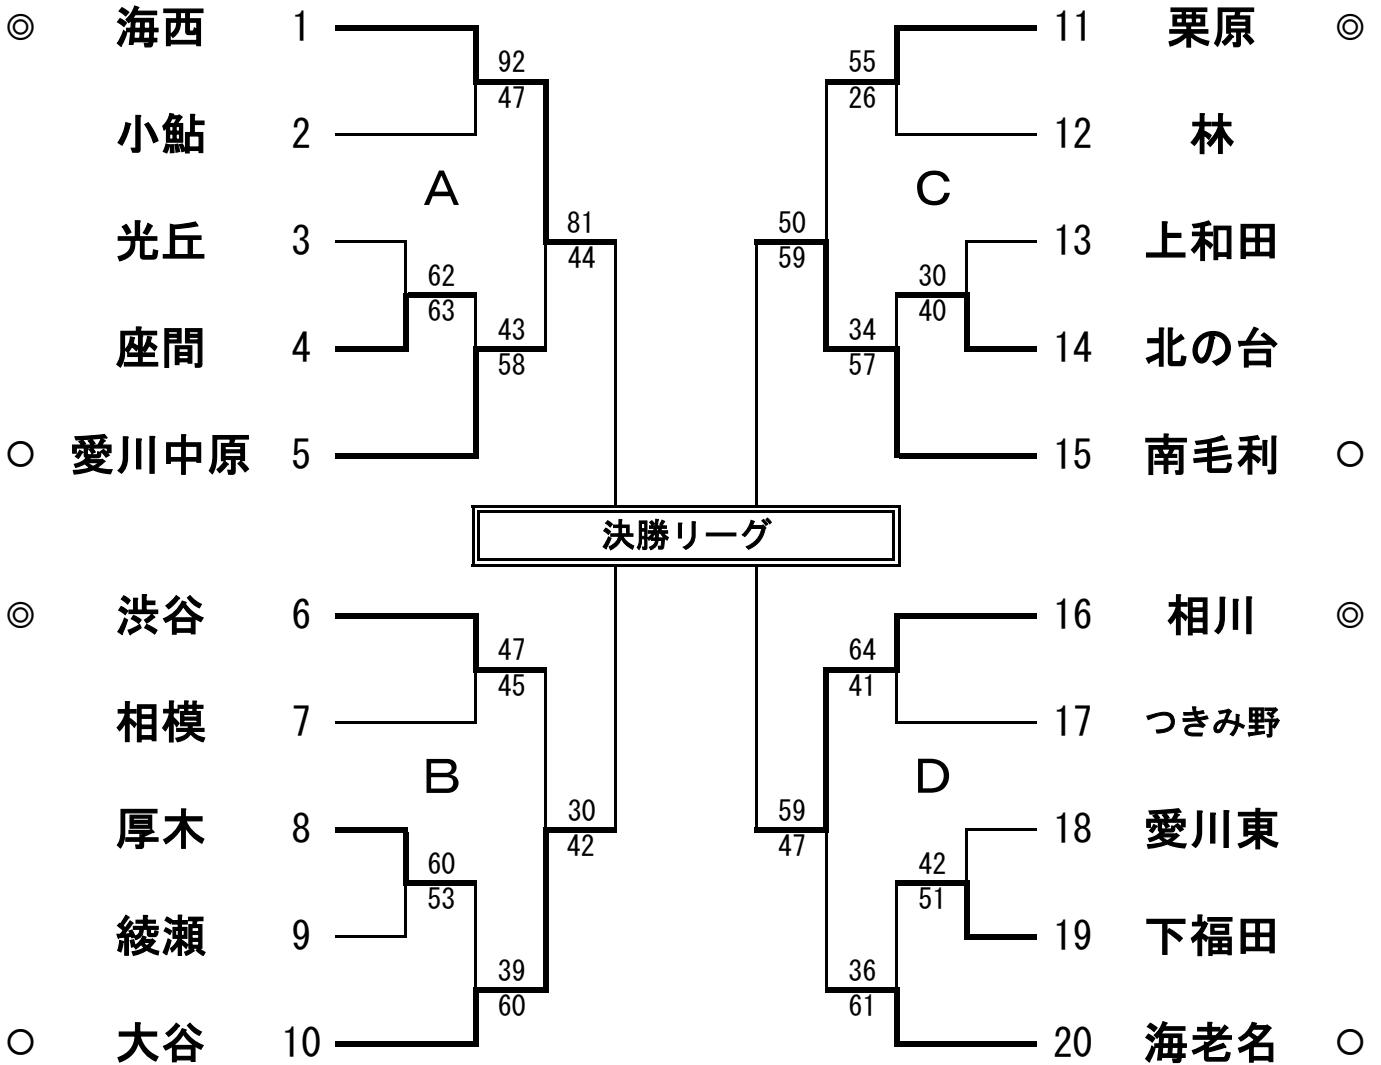 ◎ 海西 1
92
47
小鮎 2
A
光丘 3
81
44
62
63
座間 4
43
58
○ 愛川中原 5
11 栗原 ◎
55
26
12 林
C
13 上和田
50
59
30
40
14 北の台
34
57
15 南毛利 ○
決勝リーグ
◎ 渋谷 6
47
45
相模 7
B
厚木 8
30
42
60
53
綾瀬 9
39
60
○ 大谷 10
16 相川 ◎
64
41
17 つきみ野
D
18 愛川東
59
47
42
51
19 下福田
36
61
20 海老名 ○